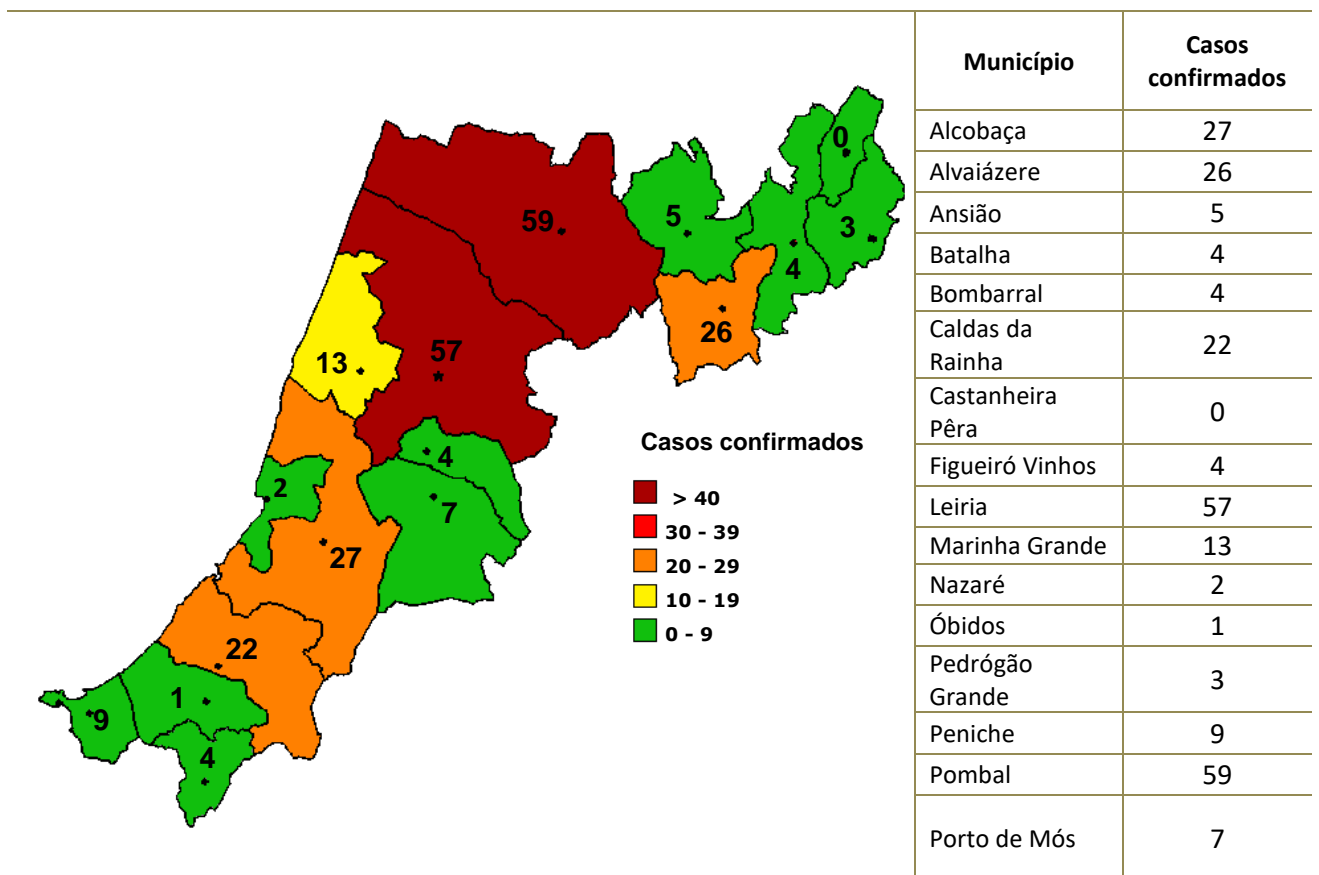 0
5
59
3
4
26
57
13
4
2
7
27
22
1
9
4
Casos confirmados
> 40
30 - 39
20 - 29
10 - 19
0 - 9
Município Casos
confirmados
Alcobaça 27
Alvaiázere 26
Ansião 5
Batalha 4
Bombarral 4
Caldas da
Rainha 22
Castanheira
Pêra 0
Figueiró Vinhos 4
Leiria 57
Marinha Grande 13
Nazaré 2
Óbidos 1
Pedrógão
Grande 3
Peniche 9
Pombal 59
Porto de Mós 7